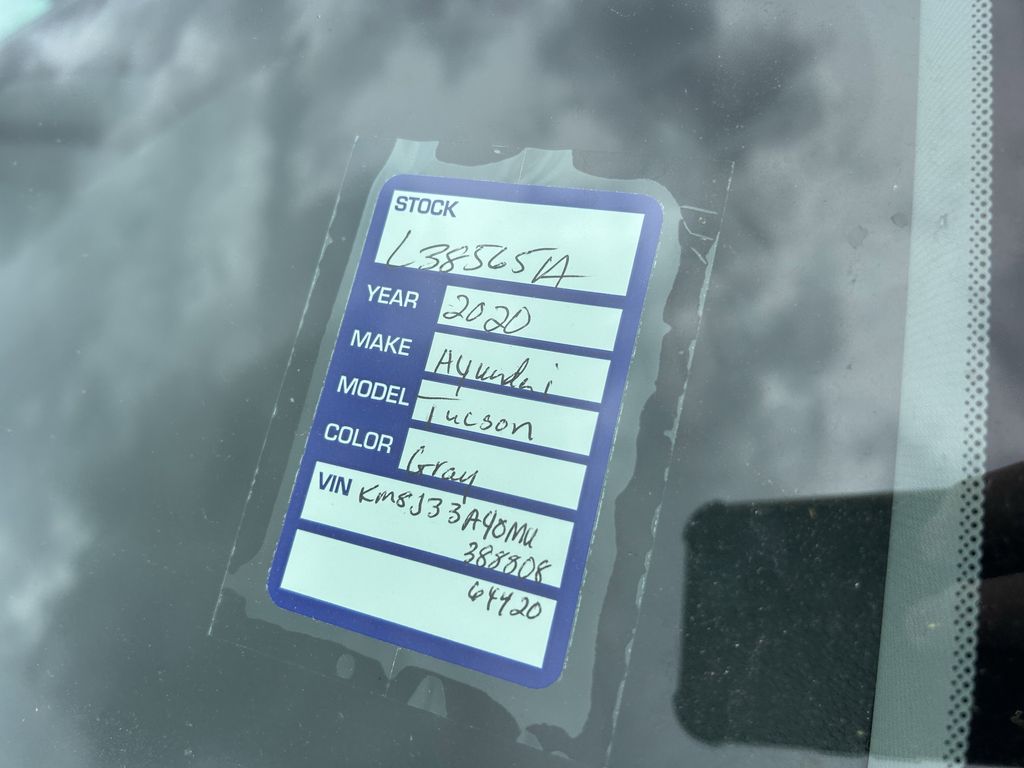 STOCK
L38565A
YEAR 2020
MAKE Hyundai
MODEL Tucson
COLOR Gray
VIN KM8J33A40MU
388808
64420